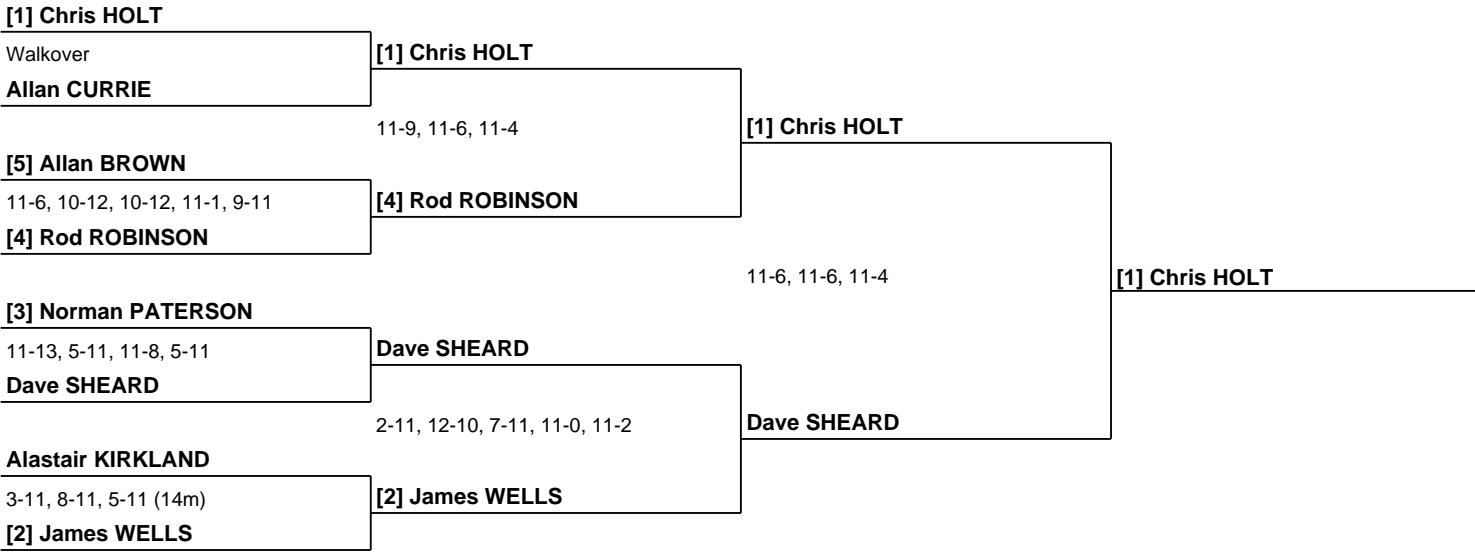 [1] Chris HOLT
Walkover
[1] Chris HOLT
Allan CURRIE
11-9, 11-6, 11-4
[1] Chris HOLT
[5] Allan BROWN
11-6, 10-12, 10-12, 11-1, 9-11
[4] Rod ROBINSON
[4] Rod ROBINSON
11-6, 11-6, 11-4
[1] Chris HOLT
[3] Norman PATERSON
11-13, 5-11, 11-8, 5-11
Dave SHEARD
Dave SHEARD
2-11, 12-10, 7-11, 11-0, 11-2
Dave SHEARD
Alastair KIRKLAND
3-11, 8-11, 5-11 (14m)
[2] James WELLS
[2] James WELLS